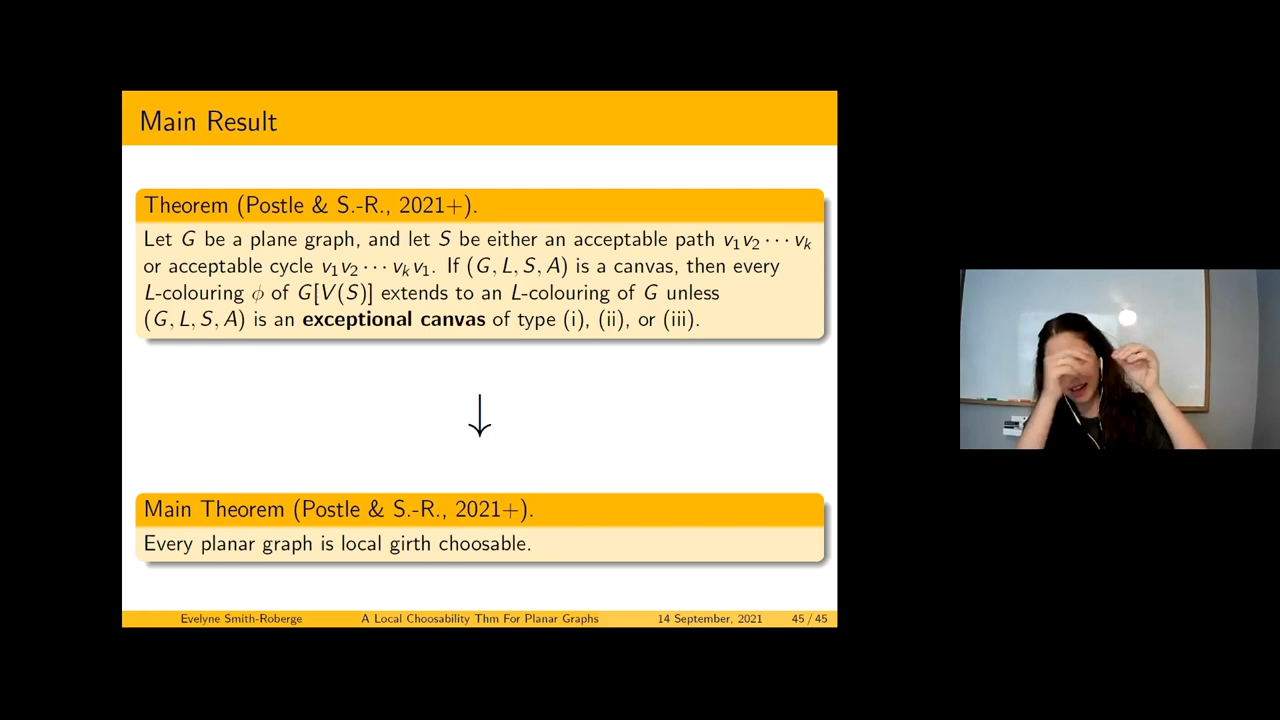 Main Result
Theorem (Postle & S.-R., 2021+).
Let G be a plane graph, and let S be either an acceptable path v₁v₂⋯vₖ
or acceptable cycle v₁v₂⋯vₖv₁. If (G, L, S, A) is a canvas, then every
L-colouring ϕ of G[V(S)] extends to an L-colouring of G unless
(G, L, S, A) is an exceptional canvas of type (i), (ii), or (iii).
↓
Main Theorem (Postle & S.-R., 2021+).
Every planar graph is local girth choosable.
Evelyne Smith-Roberge A Local Choosability Thm For Planar Graphs 14 September, 2021 45 / 45